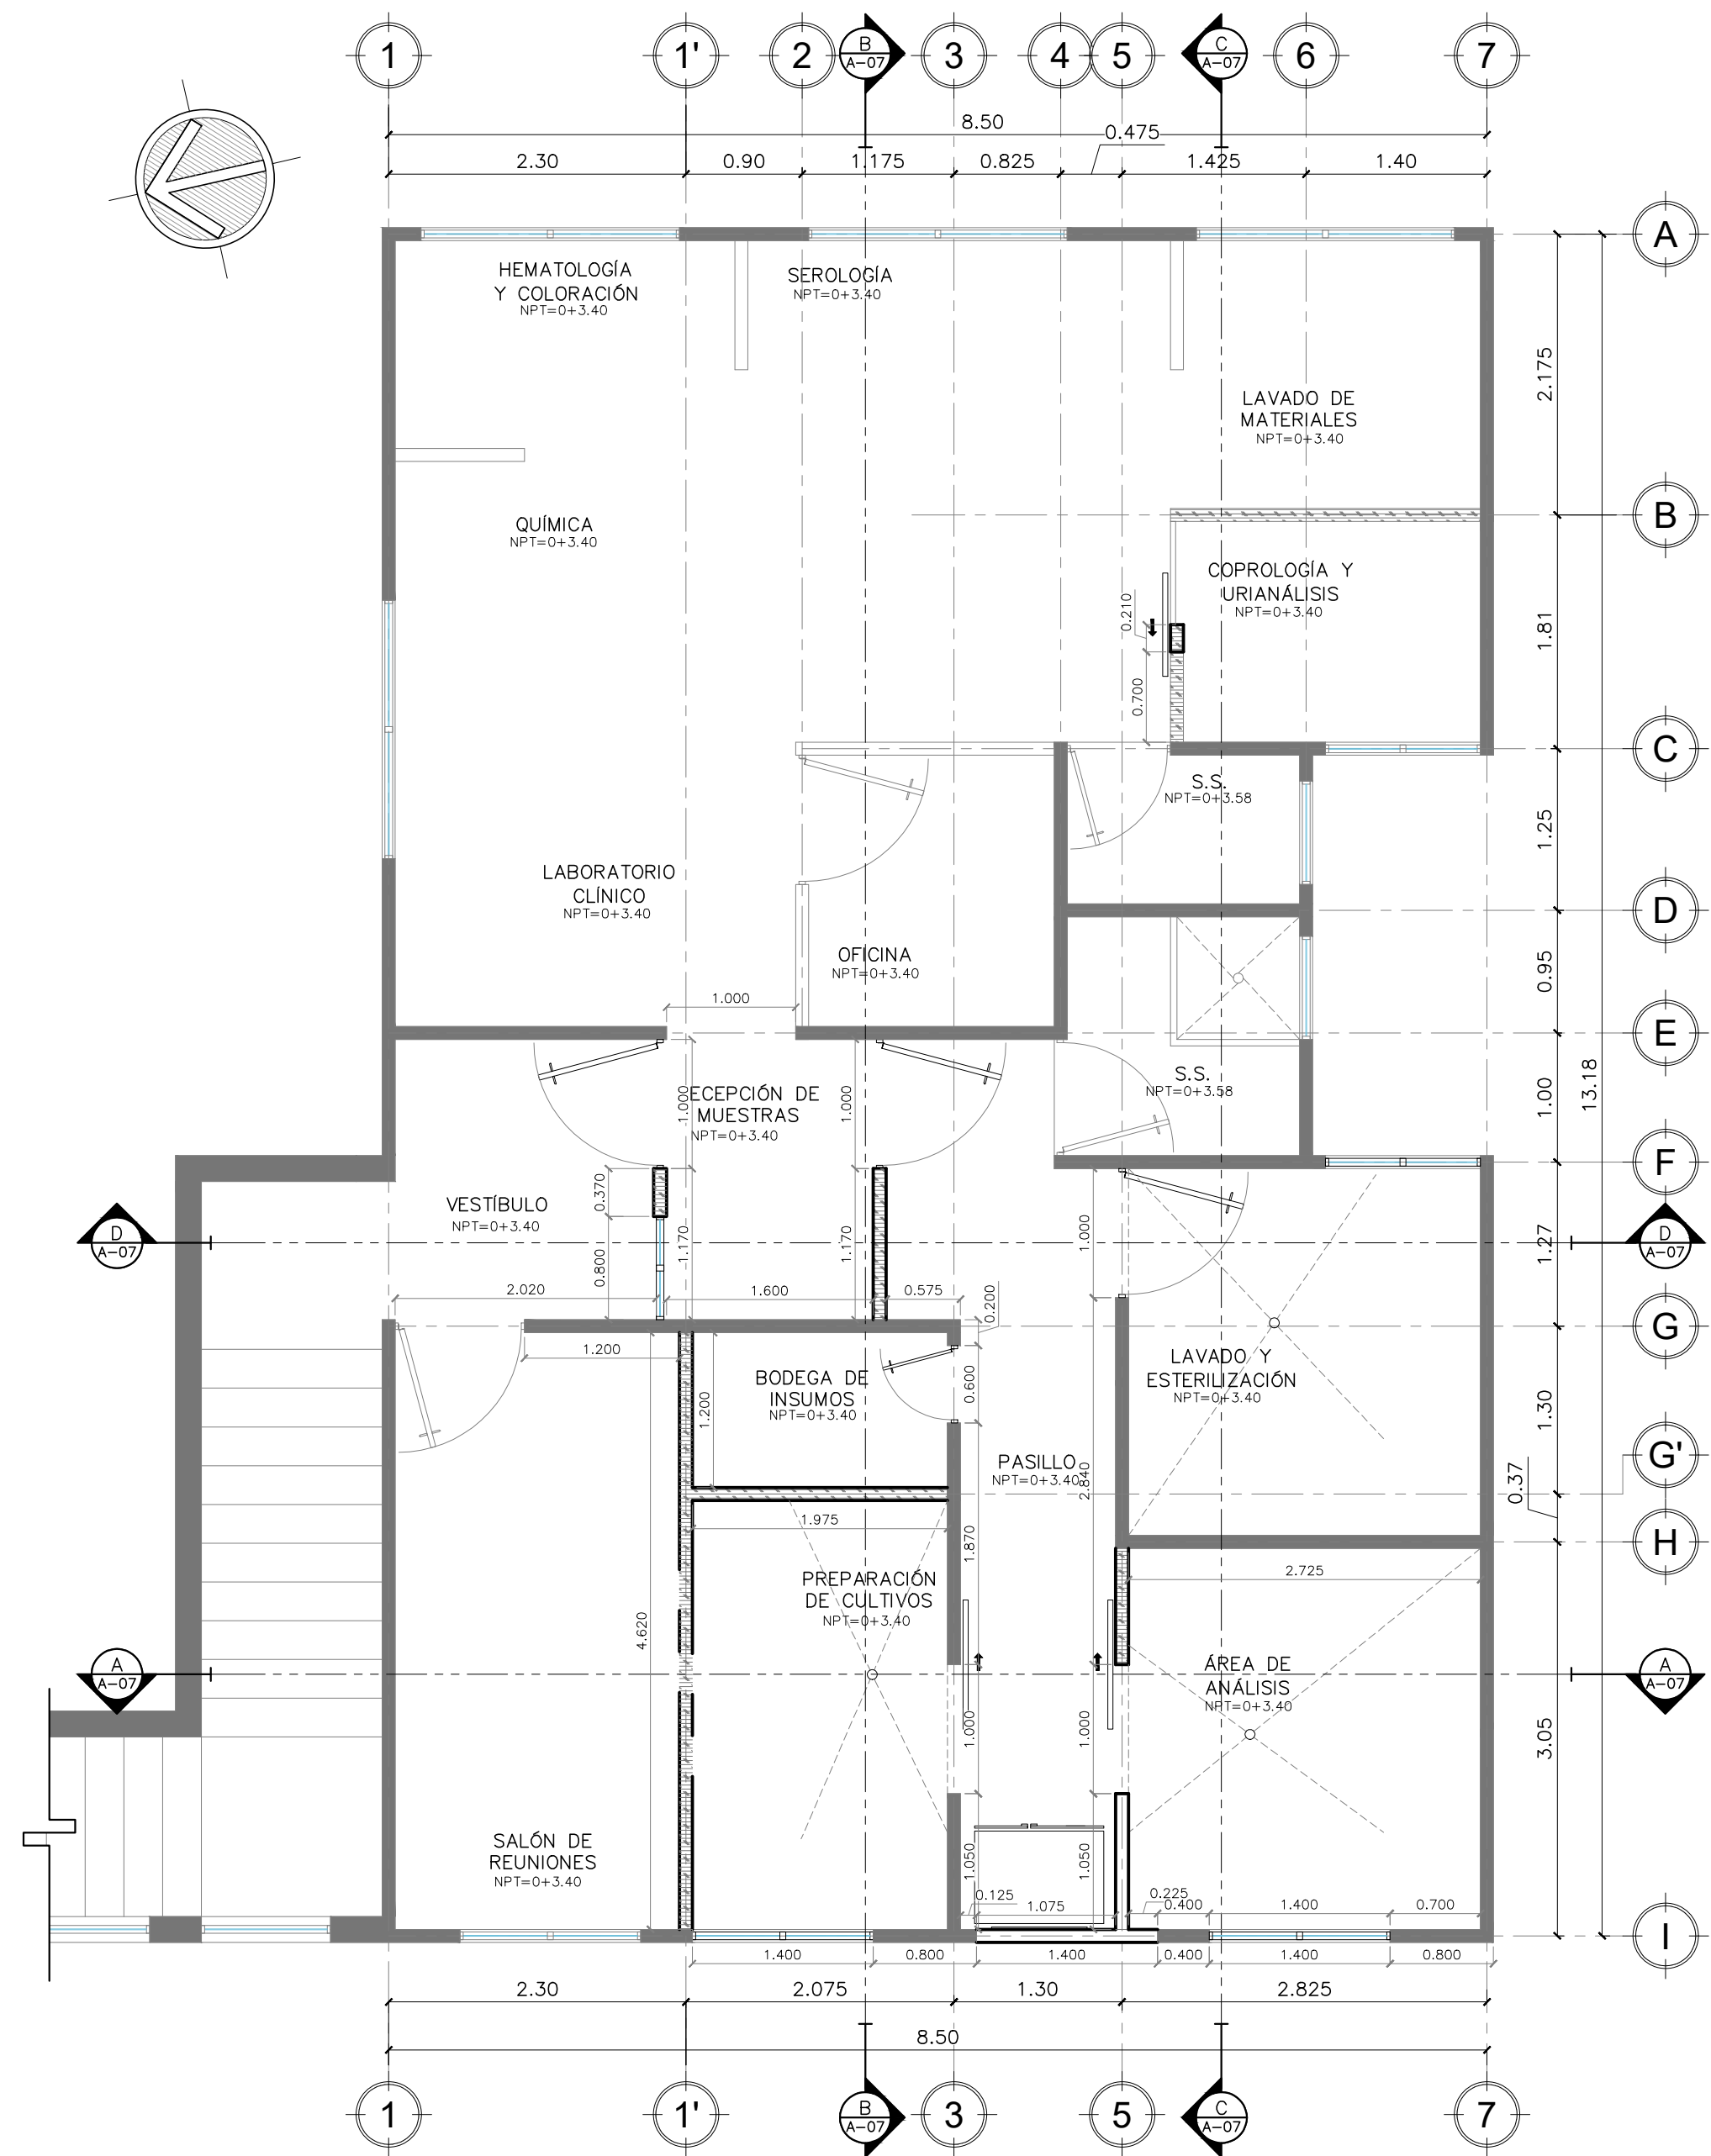 1 1' 2 B A-07 3 4 5 C A-07 6 7
8.50
0.475
2.30 0.90 1.175 0.825 1.425 1.40
A
HEMATOLOGÍA
Y COLORACIÓN
NPT=0+3.40
SEROLOGÍA
NPT=0+3.40
2.175
LAVADO DE
MATERIALES
NPT=0+3.40
B
QUÍMICA
NPT=0+3.40
COPROLOGÍA Y
URIANÁLISIS
NPT=0+3.40
0.210
1.81
0.700
C
S.S.
NPT=0+3.58
1.25
LABORATORIO
CLÍNICO
NPT=0+3.40
D
OFICINA
NPT=0+3.40
0.95
1.000
E
13.18
S.S.
NPT=0+3.58
1.00
ECEPCIÓN DE
MUESTRAS
NPT=0+3.40
1.000
1.000
F
VESTÍBULO
NPT=0+3.40
0.370
0.800
1.170
1.170
1.000
1.27
D
A-07
D
A-07
2.020 1.600 0.575
0.200
G
1.200
BODEGA DE
INSUMOS
NPT=0+3.40
1.200
0.600
LAVADO Y
ESTERILIZACIÓN
NPT=0+3.40
1.30
PASILLO
NPT=0+3.40
2.840
G'
0.37
1.975
1.870
H
2.725
PREPARACIÓN
DE CULTIVOS
NPT=0+3.40
4.620
ÁREA DE
ANÁLISIS
NPT=0+3.40
A
A-07
A
A-07
1.000
1.000
3.05
SALÓN DE
REUNIONES
NPT=0+3.40
1.050
1.050
0.125
1.075
0.225
0.400 1.400 0.700
I
1.400 0.800 1.400 0.400 1.400 0.800
2.30 2.075 1.30 2.825
8.50
1 1' B A-07 3 5 C A-07 7